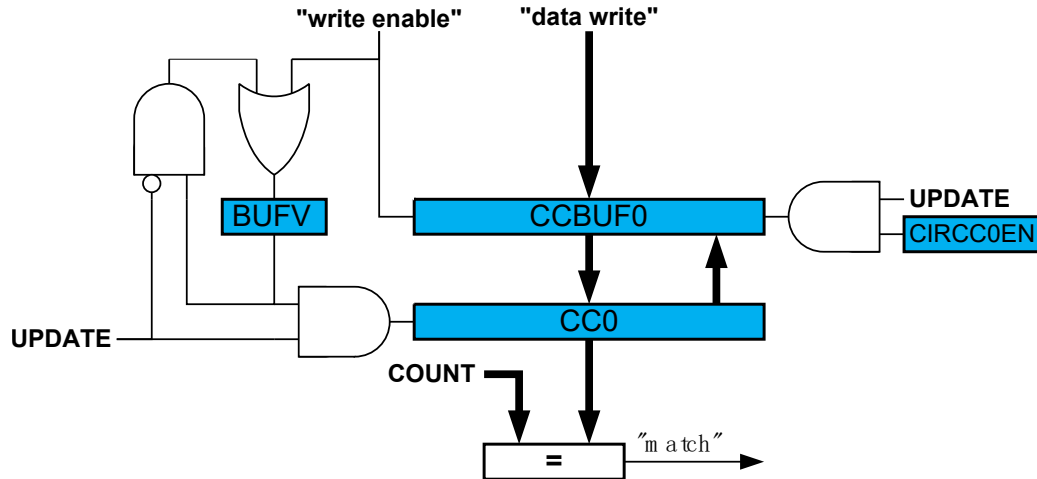 "write enable"
"data write"
BUFV
CCBUF0
UPDATE
CIRCC0EN
UPDATE
CC0
COUNT
=
"match"